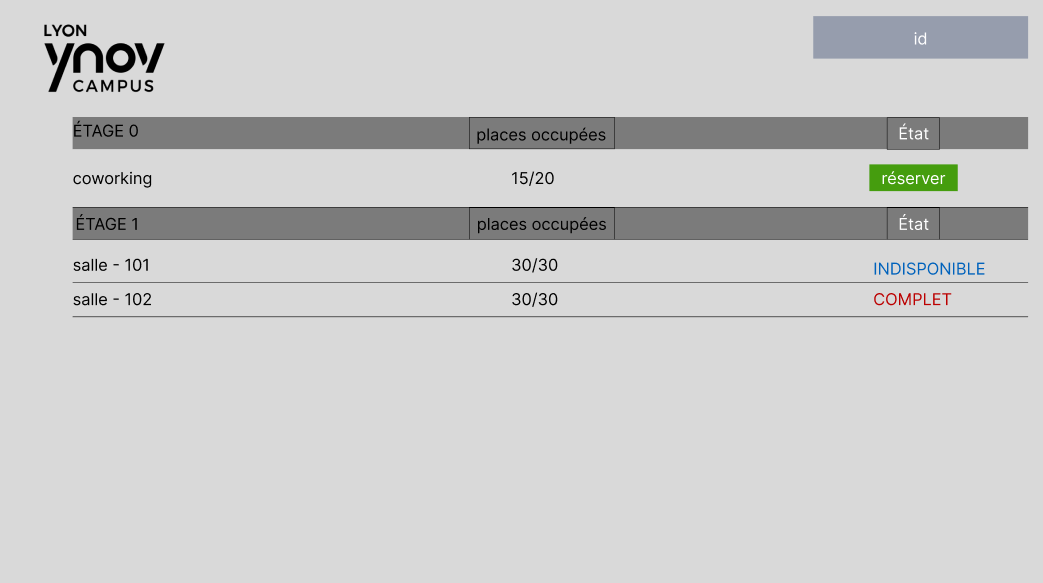 LYON
ynov
CAMPUS
id
ÉTAGE 0 places occupées État
coworking 15/20 réserver
ÉTAGE 1 places occupées État
salle - 101 30/30 INDISPONIBLE
salle - 102 30/30 COMPLET